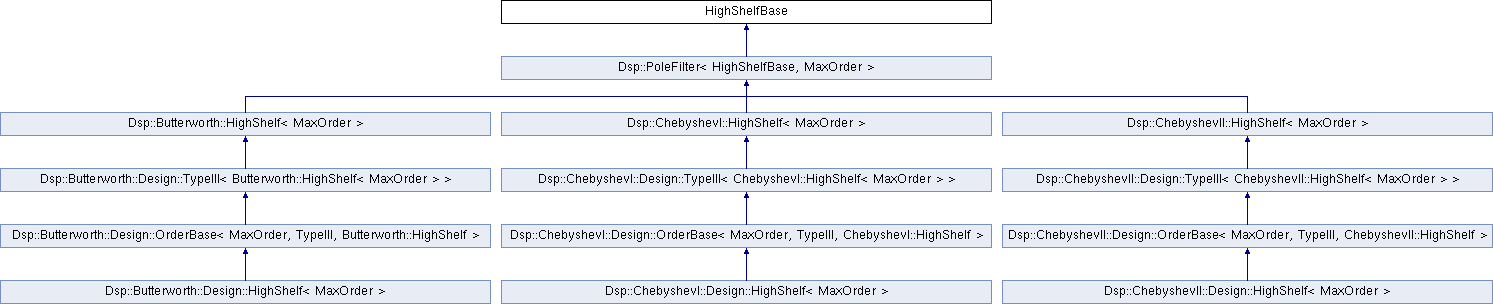 HighShelfBase
Dsp::PoleFilter< HighShelfBase, MaxOrder >
Dsp::Butterworth::HighShelf< MaxOrder >
Dsp::ChebyshevI::HighShelf< MaxOrder >
Dsp::ChebyshevII::HighShelf< MaxOrder >
Dsp::Butterworth::Design::TypeIII< Butterworth::HighShelf< MaxOrder > >
Dsp::ChebyshevI::Design::TypeIII< ChebyshevI::HighShelf< MaxOrder > >
Dsp::ChebyshevII::Design::TypeIII< ChebyshevII::HighShelf< MaxOrder > >
Dsp::Butterworth::Design::OrderBase< MaxOrder, TypeIII, Butterworth::HighShelf >
Dsp::ChebyshevI::Design::OrderBase< MaxOrder, TypeIII, ChebyshevI::HighShelf >
Dsp::ChebyshevII::Design::OrderBase< MaxOrder, TypeIII, ChebyshevII::HighShelf >
Dsp::Butterworth::Design::HighShelf< MaxOrder >
Dsp::ChebyshevI::Design::HighShelf< MaxOrder >
Dsp::ChebyshevII::Design::HighShelf< MaxOrder >